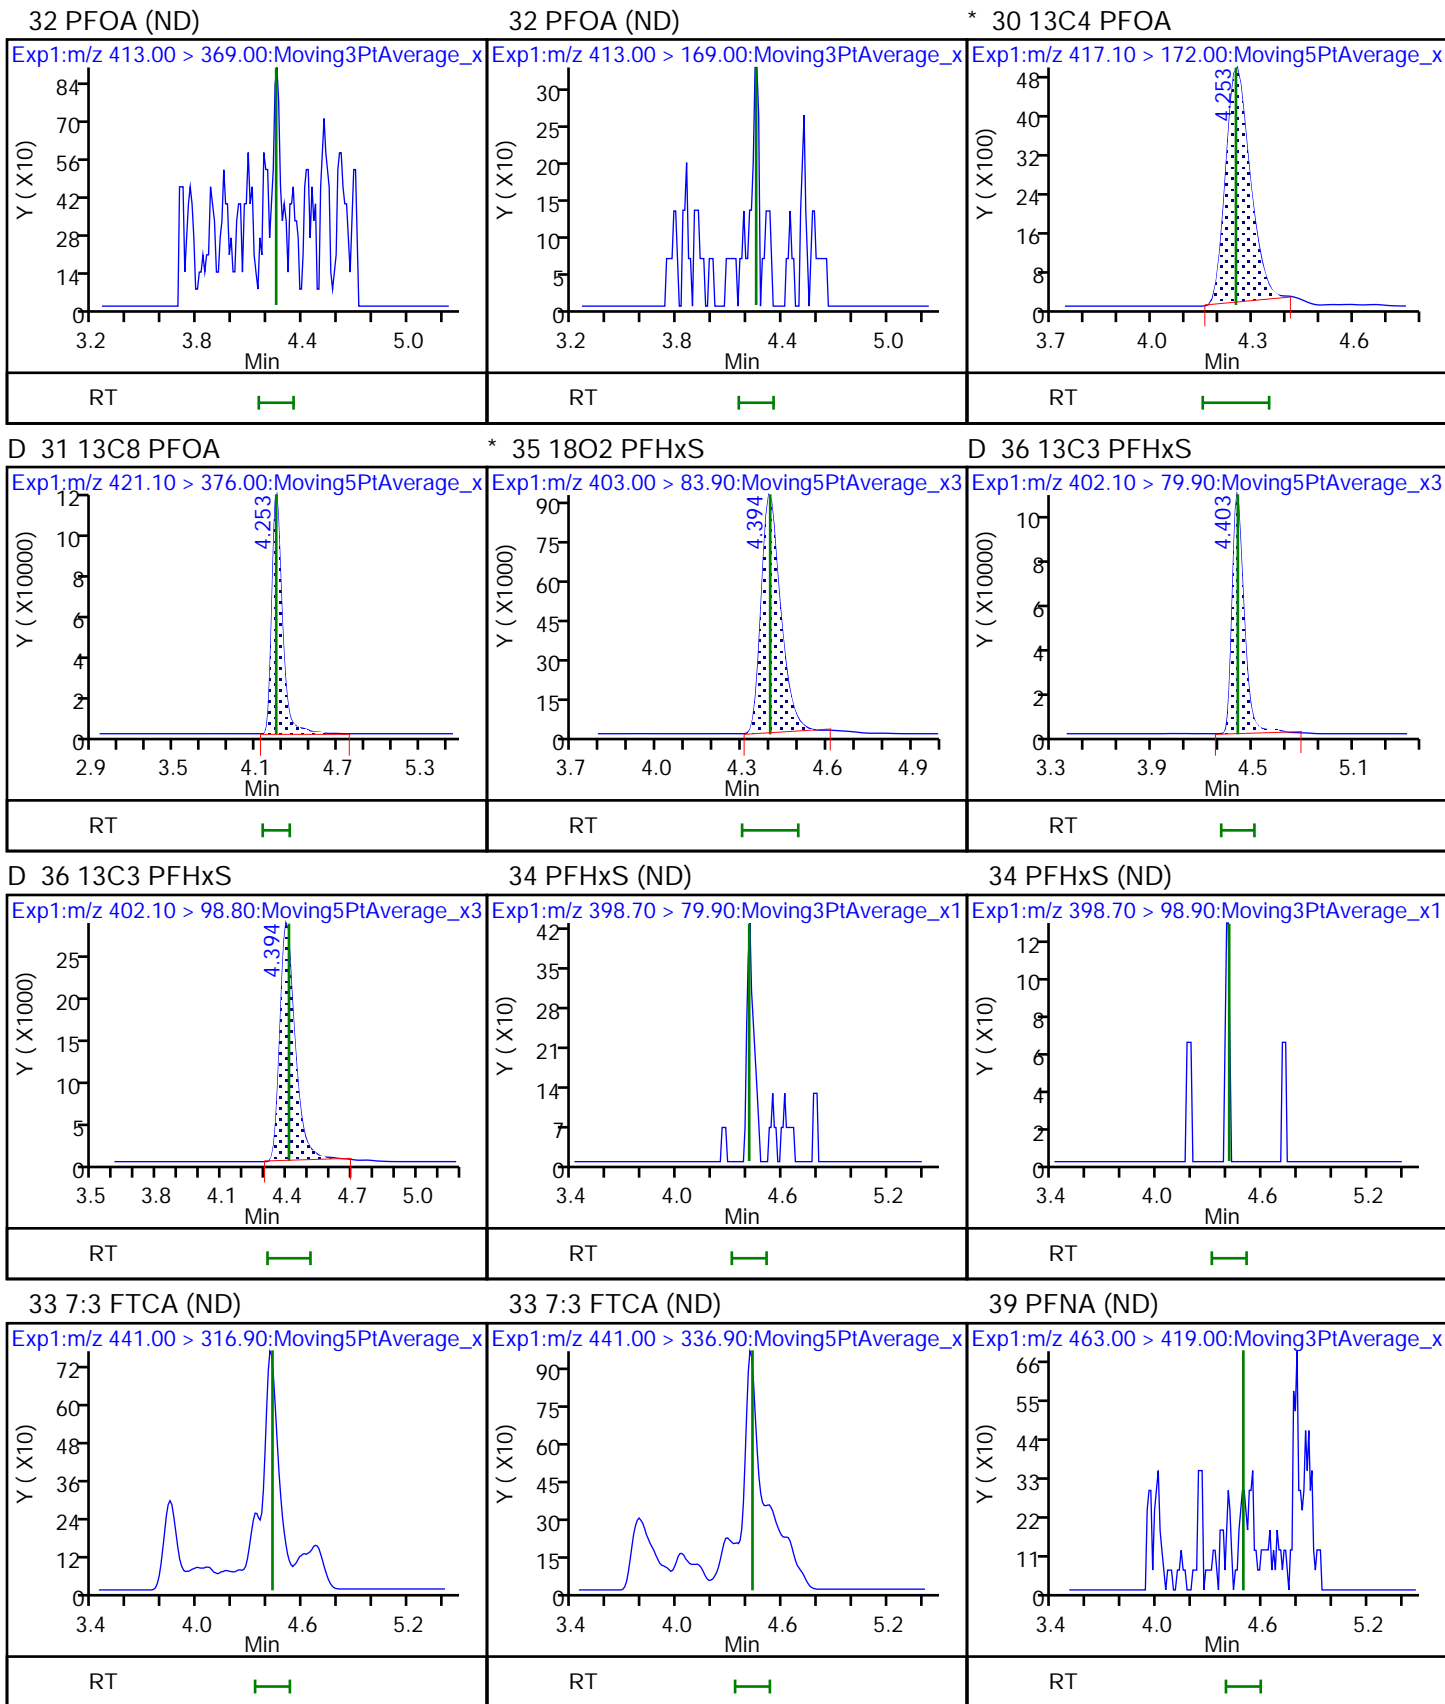 32 PFOA (ND)
Exp1:m/z 413.00 > 369.00:Moving3PtAverage_x
Y ( X10)
84
70
56
42
28
14
0
3.2 3.8 4.4 5.0
Min
RT
32 PFOA (ND)
Exp1:m/z 413.00 > 169.00:Moving3PtAverage_x
Y ( X10)
30
25
20
15
10
5
0
3.2 3.8 4.4 5.0
Min
RT
* 30 13C4 PFOA
Exp1:m/z 417.10 > 172.00:Moving5PtAverage_x
4.253
Y ( X100)
48
40
32
24
16
8
0
3.7 4.0 4.3 4.6
Min
RT
D 31 13C8 PFOA
Exp1:m/z 421.10 > 376.00:Moving5PtAverage_x
4.253
Y ( X10000)
12
10
8
6
4
2
0
2.9 3.5 4.1 4.7 5.3
Min
RT
* 35 18O2 PFHxS
Exp1:m/z 403.00 > 83.90:Moving5PtAverage_x3
4.394
Y ( X1000)
90
75
60
45
30
15
0
3.7 4.0 4.3 4.6 4.9
Min
RT
D 36 13C3 PFHxS
Exp1:m/z 402.10 > 79.90:Moving5PtAverage_x3
4.403
Y ( X10000)
10
8
6
4
2
0
3.3 3.9 4.5 5.1
Min
RT
D 36 13C3 PFHxS
Exp1:m/z 402.10 > 98.80:Moving5PtAverage_x3
4.394
Y ( X1000)
25
20
15
10
5
0
3.5 3.8 4.1 4.4 4.7 5.0
Min
RT
34 PFHxS (ND)
Exp1:m/z 398.70 > 79.90:Moving3PtAverage_x1
Y ( X10)
42
35
28
21
14
7
0
3.4 4.0 4.6 5.2
Min
RT
34 PFHxS (ND)
Exp1:m/z 398.70 > 98.90:Moving3PtAverage_x1
Y ( X10)
12
10
8
6
4
2
0
3.4 4.0 4.6 5.2
Min
RT
33 7:3 FTCA (ND)
Exp1:m/z 441.00 > 316.90:Moving5PtAverage_x
Y ( X10)
72
60
48
36
24
12
0
3.4 4.0 4.6 5.2
Min
RT
33 7:3 FTCA (ND)
Exp1:m/z 441.00 > 336.90:Moving5PtAverage_x
Y ( X10)
90
75
60
45
30
15
0
3.4 4.0 4.6 5.2
Min
RT
39 PFNA (ND)
Exp1:m/z 463.00 > 419.00:Moving3PtAverage_x
Y ( X10)
66
55
44
33
22
11
0
3.4 4.0 4.6 5.2
Min
RT